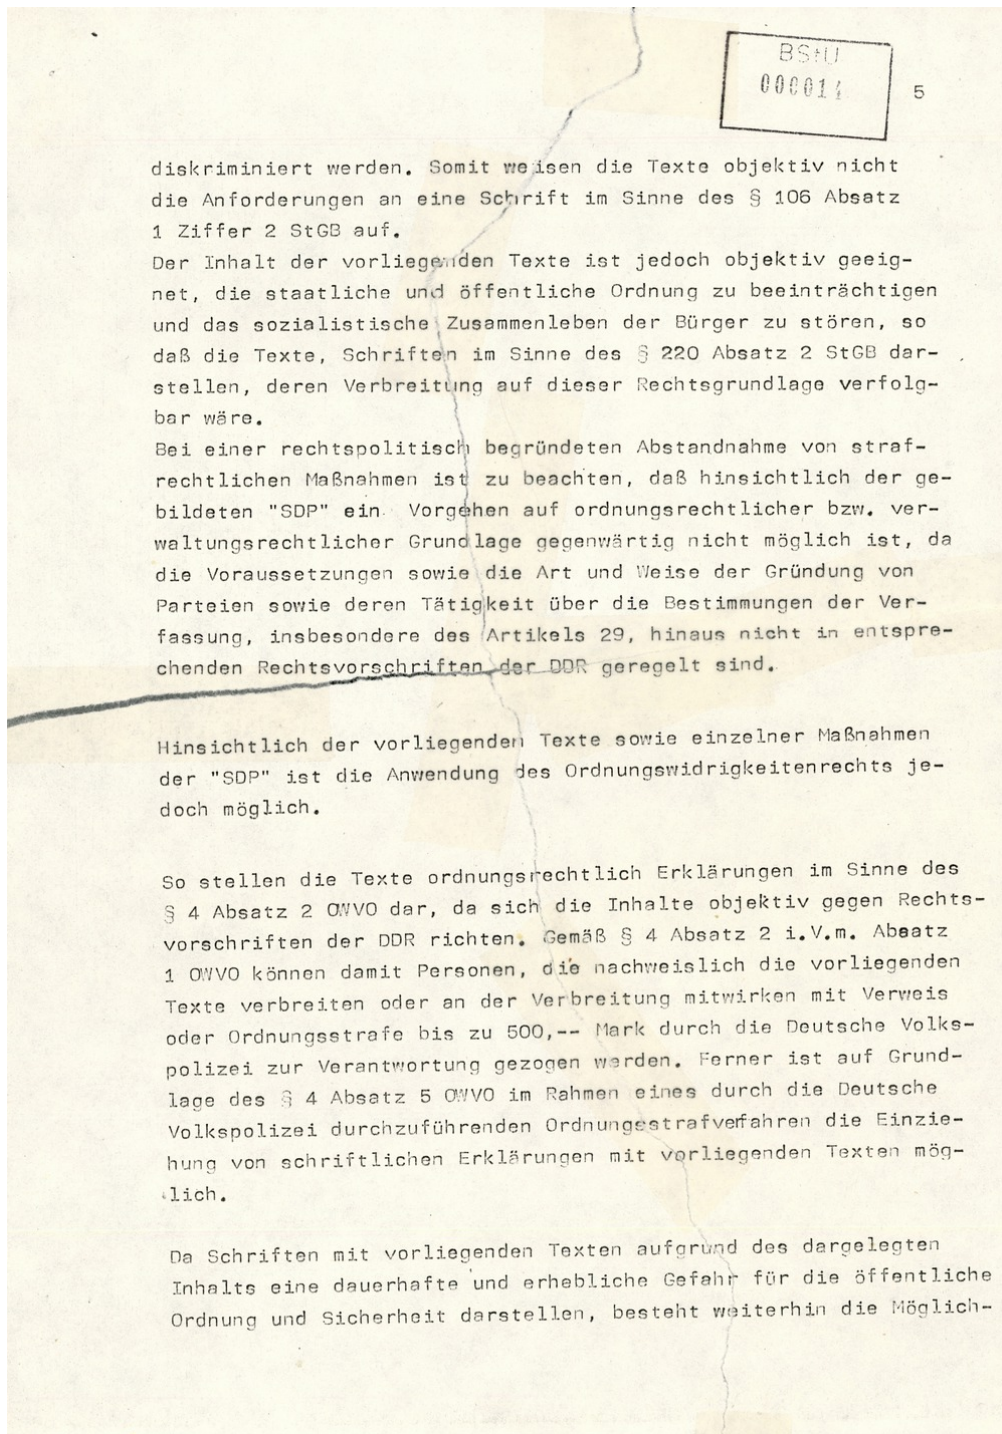 BStU
000014
5
diskriminiert werden. Somit weisen die Texte objektiv nicht
die Anforderungen an eine Schrift im Sinne des § 106 Absatz
1 Ziffer 2 StGB auf.
Der Inhalt der vorliegenden Texte ist jedoch objektiv geeig-
net, die staatliche und öffentliche Ordnung zu beeinträchtigen
und das sozialistische Zusammenleben der Bürger zu stören, so
daß die Texte, Schriften im Sinne des § 220 Absatz 2 StGB dar-
stellen, deren Verbreitung auf dieser Rechtsgrundlage verfolg-
bar wäre.
Bei einer rechtspolitisch begründeten Abstandnahme von straf-
rechtlichen Maßnahmen ist zu beachten, daß hinsichtlich der ge-
bildeten "SDP" ein Vorgehen auf ordnungsrechtlicher bzw. ver-
waltungsrechtlicher Grundlage gegenwärtig nicht möglich ist, da
die Voraussetzungen sowie die Art und Weise der Gründung von
Parteien sowie deren Tätigkeit über die Bestimmungen der Ver-
fassung, insbesondere des Artikels 29, hinaus nicht in entspre-
chenden Rechtsvorschriften der DDR geregelt sind.
Hinsichtlich der vorliegenden Texte sowie einzelner Maßnahmen
der "SDP" ist die Anwendung des Ordnungswidrigkeitenrechts je-
doch möglich.
So stellen die Texte ordnungsrechtlich Erklärungen im Sinne des
§ 4 Absatz 2 OWVO dar, da sich die Inhalte objektiv gegen Rechts-
vorschriften der DDR richten. Gemäß § 4 Absatz 2 i.V.m. Absatz
1 OWVO können damit Personen, die nachweislich die vorliegenden
Texte verbreiten oder an der Verbreitung mitwirken mit Verweis
oder Ordnungsstrafe bis zu 500,-- Mark durch die Deutsche Volks-
polizei zur Verantwortung gezogen werden. Ferner ist auf Grund-
lage des § 4 Absatz 5 OWVO im Rahmen eines durch die Deutsche
Volkspolizei durchzuführenden Ordnungsstrafverfahren die Einzie-
hung von schriftlichen Erklärungen mit vorliegenden Texten mög-
lich.
Da Schriften mit vorliegenden Texten aufgrund des dargelegten
Inhalts eine dauerhafte und erhebliche Gefahr für die öffentliche
Ordnung und Sicherheit darstellen, besteht weiterhin die Möglich-